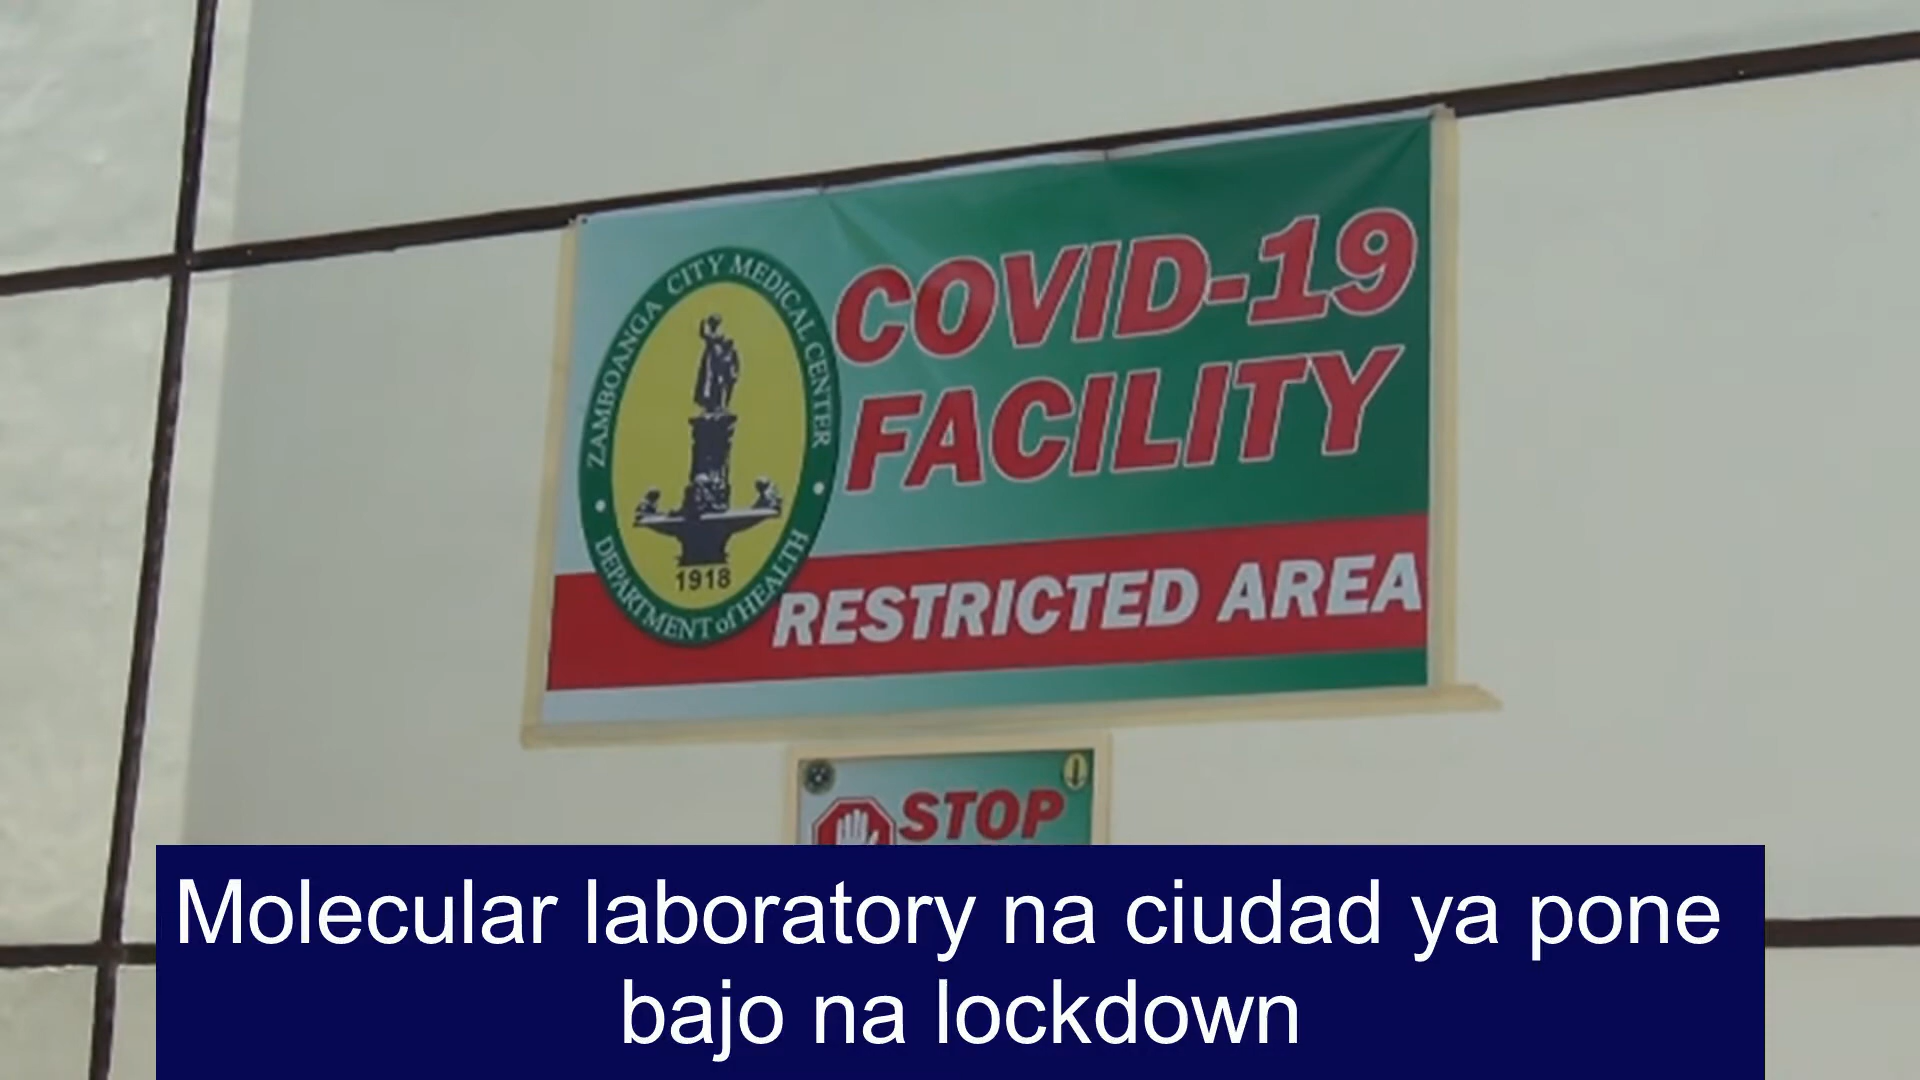 ZAMBOANGA CITY MEDICAL CENTER
DEPARTMENT of HEALTH
1918
COVID-19
FACILITY
RESTRICTED AREA
STOP
Molecular laboratory na ciudad ya pone
bajo na lockdown